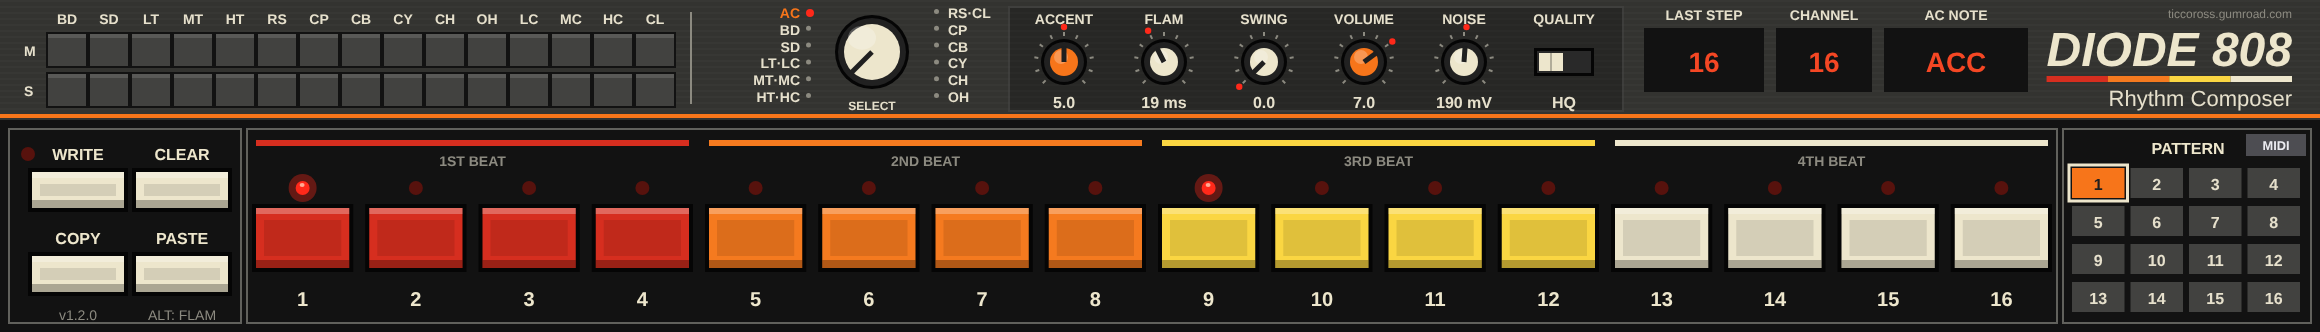 BD SD LT MT HT RS CP CB CY CH OH LC MC HC CL
M
S
AC
BD
SD
LT·LC
MT·MC
HT·HC
SELECT
RS·CL
CP
CB
CY
CH
OH
ACCENT FLAM SWING VOLUME NOISE QUALITY
5.0 19 ms 0.0 7.0 190 mV HQ
LAST STEP CHANNEL AC NOTE
16 16 ACC
ticcoross.gumroad.com
DIODE 808
Rhythm Composer
WRITE CLEAR
COPY PASTE
v1.2.0 ALT: FLAM
1ST BEAT 2ND BEAT 3RD BEAT 4TH BEAT
1 2 3 4 5 6 7 8 9 10 11 12 13 14 15 16
PATTERN MIDI
1 2 3 4
5 6 7 8
9 10 11 12
13 14 15 16